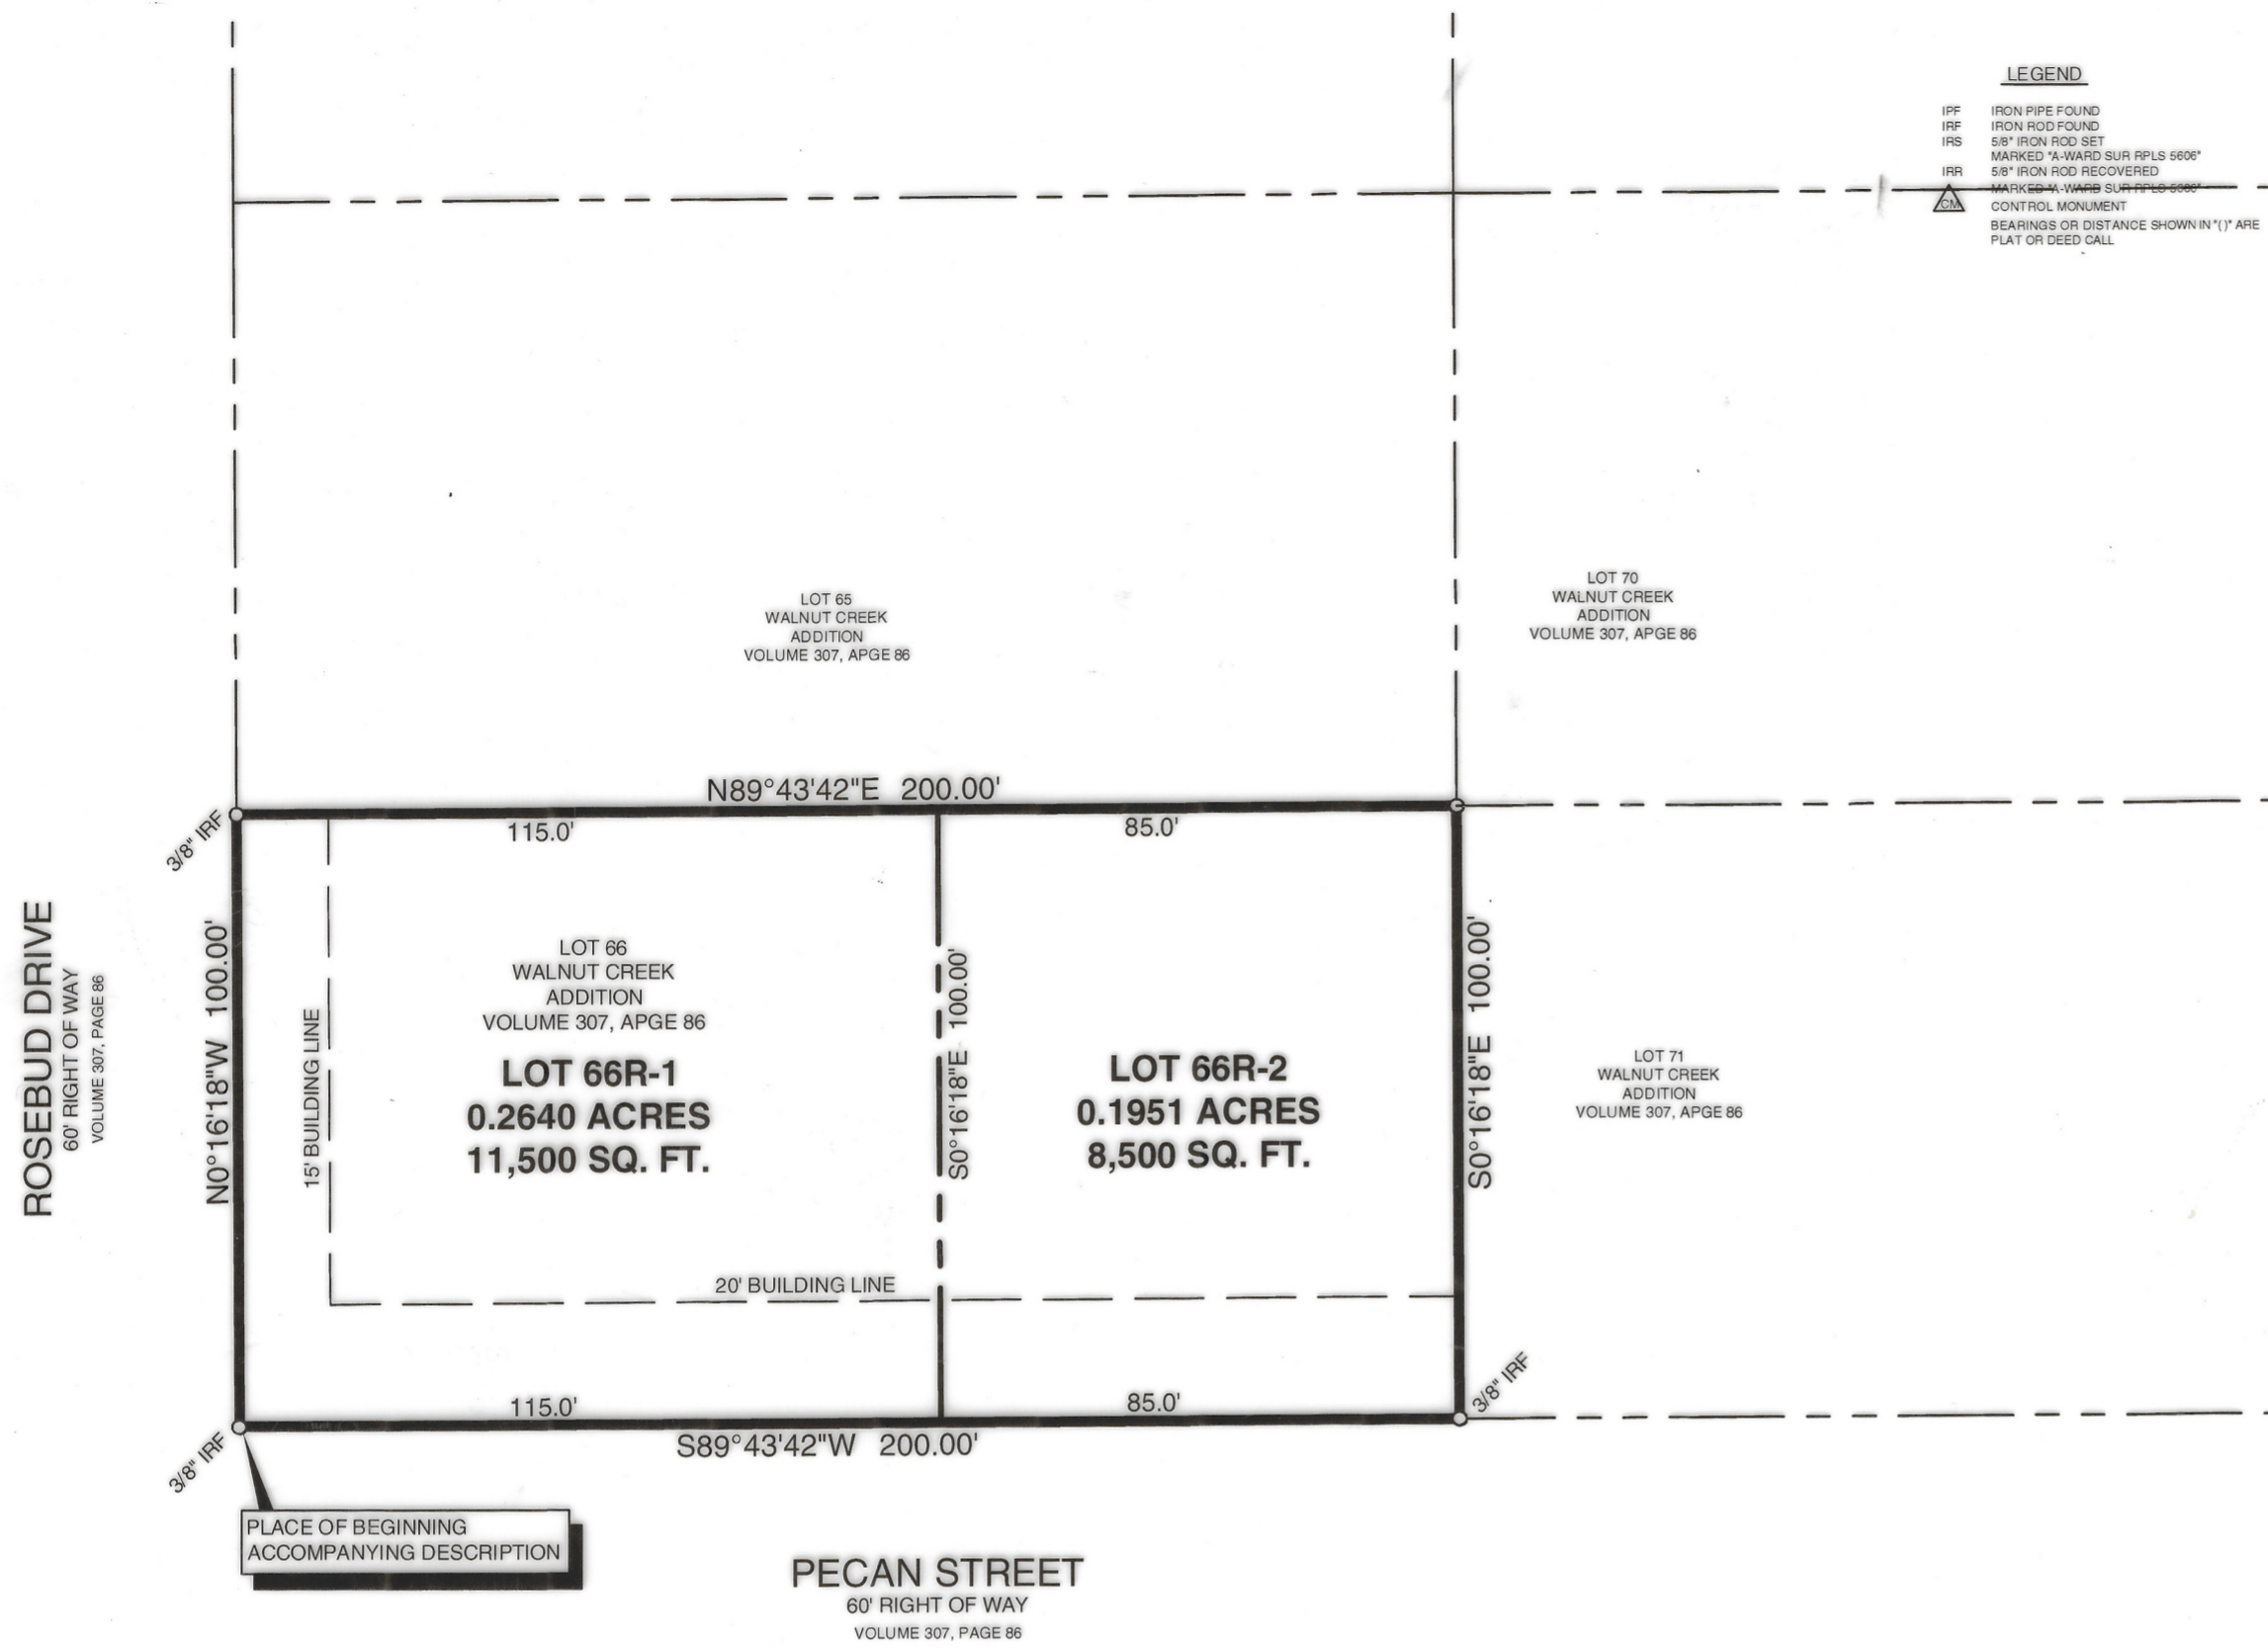 LEGEND
IPF IRON PIPE FOUND
IRF IRON ROD FOUND
IRS 5/8" IRON ROD SET
MARKED "A-WARD SUR RPLS 5606"
IRR 5/8" IRON ROD RECOVERED
MARKED "A-WARD SUR RPLS 5606"
CM CONTROL MONUMENT
BEARINGS OR DISTANCE SHOWN IN "()" ARE
PLAT OR DEED CALL
LOT 65
WALNUT CREEK
ADDITION
VOLUME 307, APGE 86
LOT 70
WALNUT CREEK
ADDITION
VOLUME 307, APGE 86
N89°43'42"E 200.00'
3/8" IRF
115.0'
85.0'
ROSEBUD DRIVE
60' RIGHT OF WAY
VOLUME 307, PAGE 86
N0°16'18"W 100.00'
15' BUILDING LINE
LOT 66
WALNUT CREEK
ADDITION
VOLUME 307, APGE 86
LOT 66R-1
0.2640 ACRES
11,500 SQ. FT.
S0°16'18"E 100.00'
LOT 66R-2
0.1951 ACRES
8,500 SQ. FT.
S0°16'18"E 100.00'
LOT 71
WALNUT CREEK
ADDITION
VOLUME 307, APGE 86
20' BUILDING LINE
115.0'
85.0'
3/8" IRF
S89°43'42"W 200.00'
3/8" IRF
PLACE OF BEGINNING
ACCOMPANYING DESCRIPTION
PECAN STREET
60' RIGHT OF WAY
VOLUME 307, PAGE 86